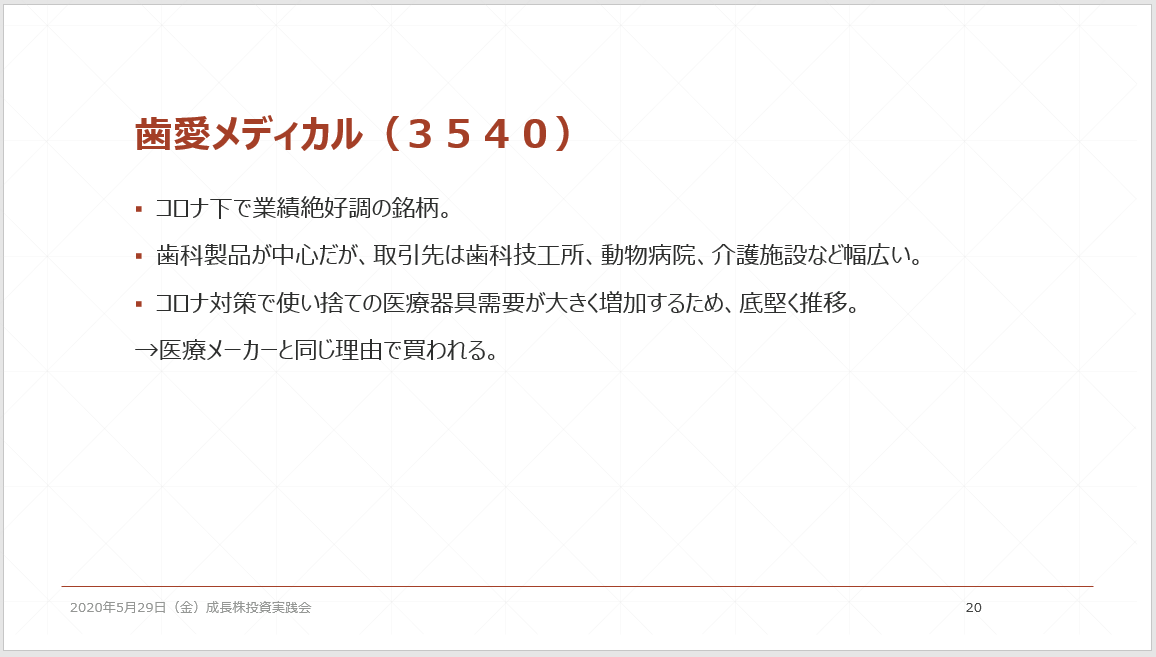 歯愛メディカル（３５４０）
▪ コロナ下で業績絶好調の銘柄。
▪ 歯科製品が中心だが、取引先は歯科技工所、動物病院、介護施設など幅広い。
▪ コロナ対策で使い捨ての医療器具需要が大きく増加するため、底堅く推移。
→医療メーカーと同じ理由で買われる。
2020年5月29日（金）成長株投資実践会
20